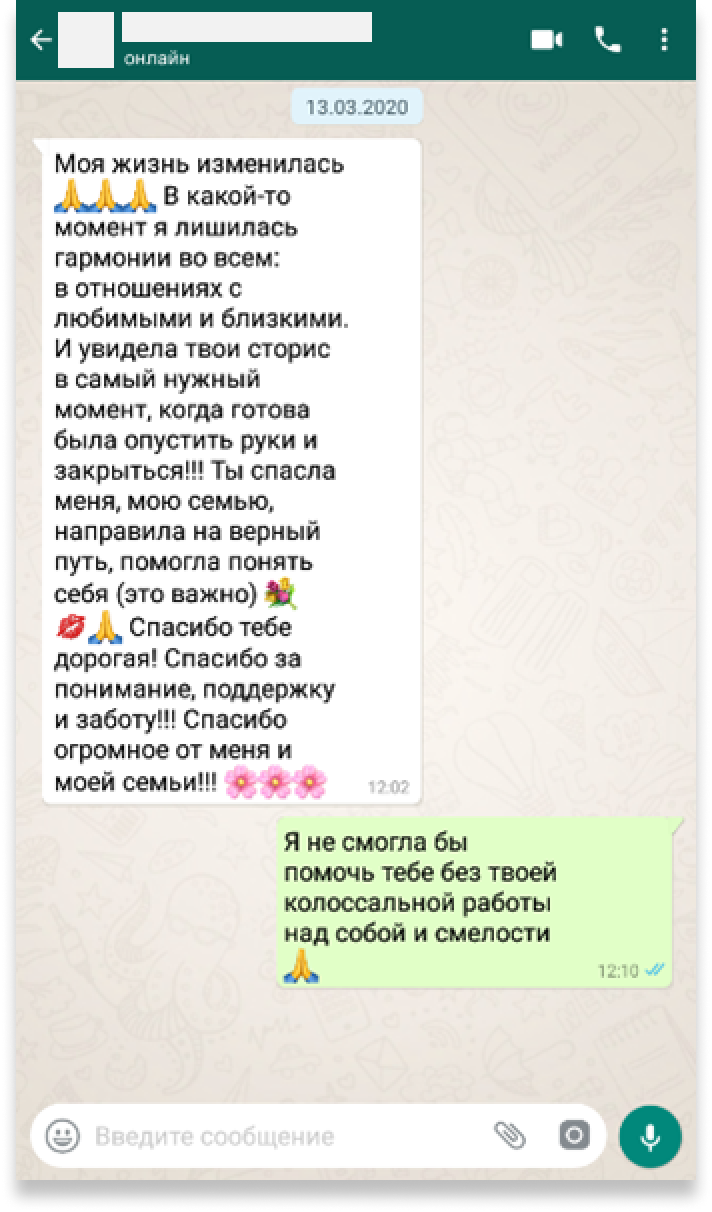 онлайн
13.03.2020
Моя жизнь изменилась
🙏🙏🙏 В какой-то
момент я лишилась
гармонии во всем:
в отношениях с
любимыми и близкими.
И увидела твои сторис
в самый нужный
момент, когда готова
была опустить руки и
закрыться!!! Ты спасла
меня, мою семью,
направила на верный
путь, помогла понять
себя (это важно) 💐
💋🙏 Спасибо тебе
дорогая! Спасибо за
понимание, поддержку
и заботу!!! Спасибо
огромное от меня и
моей семьи!!! 🌸🌸🌸 12:02
Я не смогла бы
помочь тебе без твоей
колоссальной работы
над собой и смелости
🙏 12:10
Введите сообщение